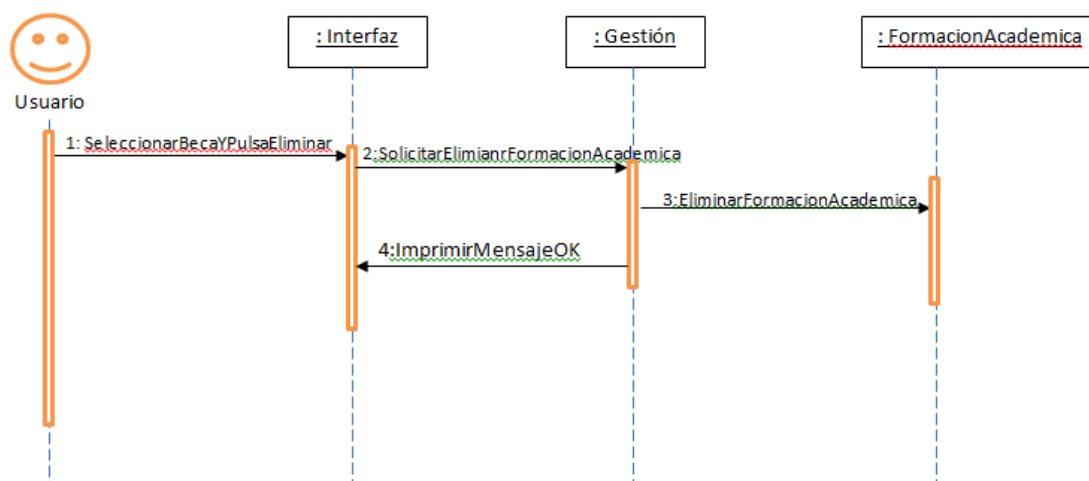 : Interfaz
: Gestión
: FormacionAcademica
Usuario
1: SeleccionarBecaYPulsaEliminar
2:SolicitarElimianrFormacionAcademica
3:EliminarFormacionAcademica
4:ImprimirMensajeOK